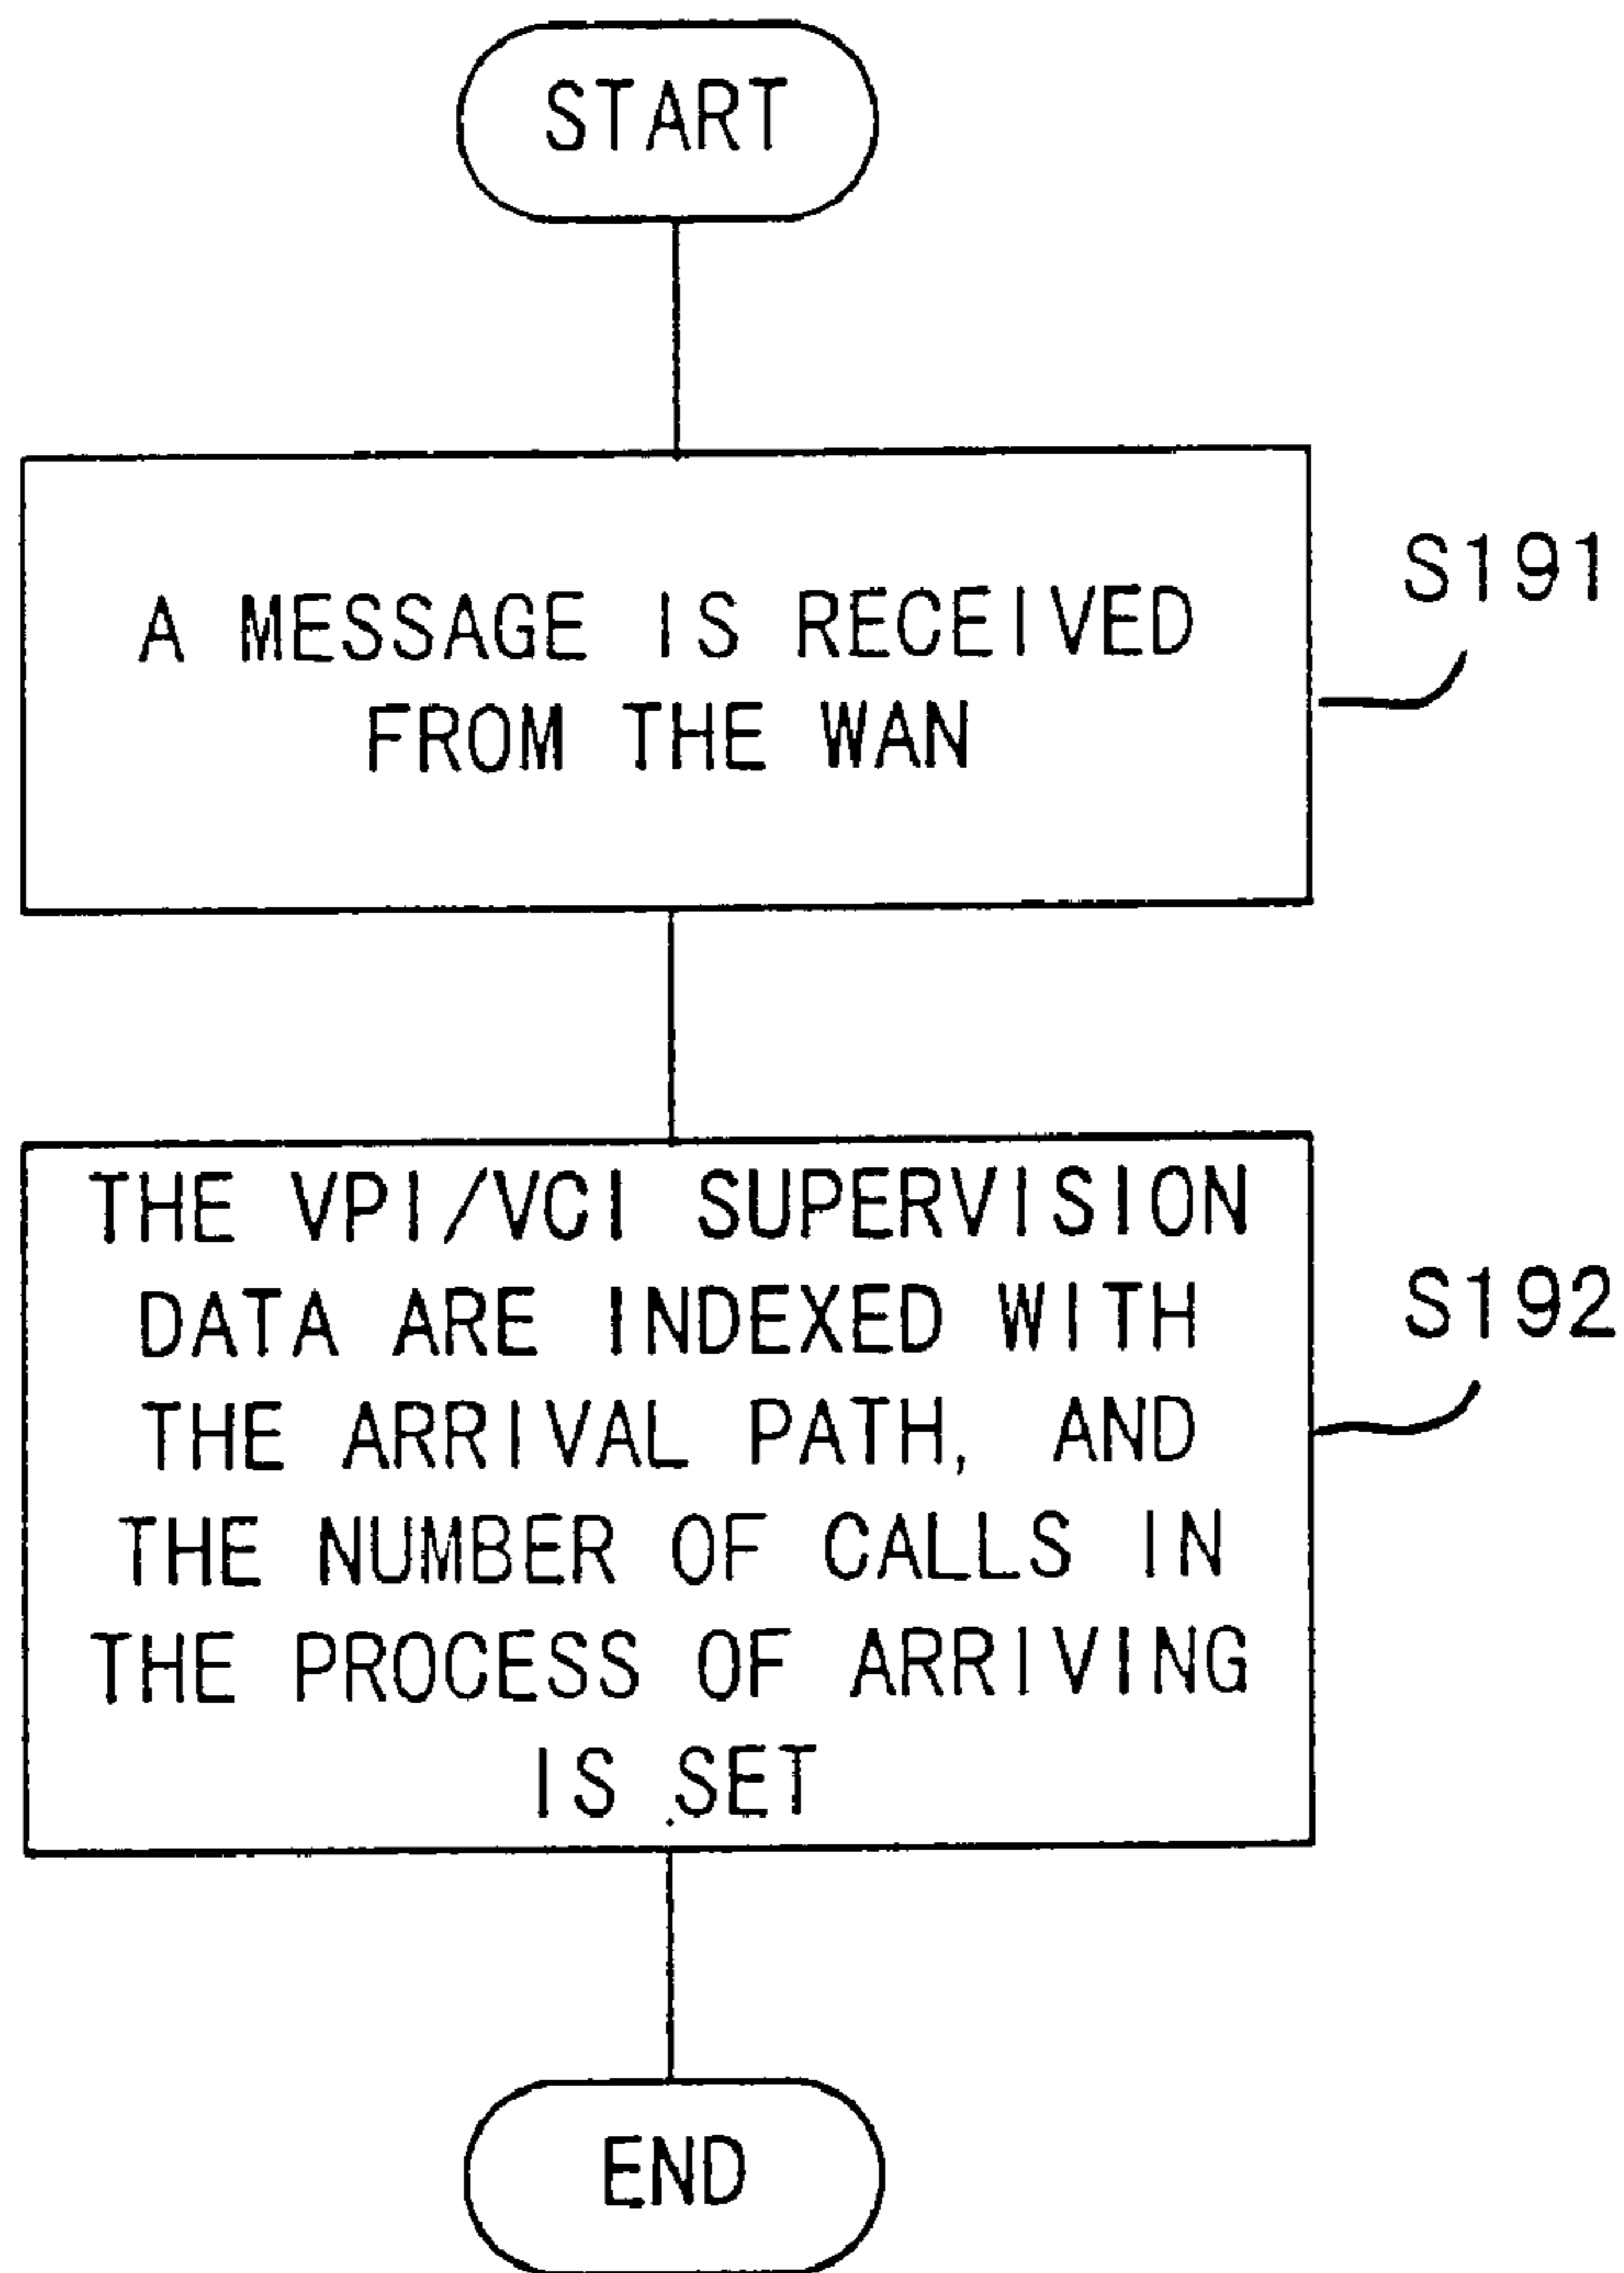 START
A MESSAGE IS RECEIVED
FROM THE WAN
S191
THE VPI/VCI SUPERVISION
DATA ARE INDEXED WITH
THE ARRIVAL PATH, AND
THE NUMBER OF CALLS IN
THE PROCESS OF ARRIVING
IS SET
S192
END